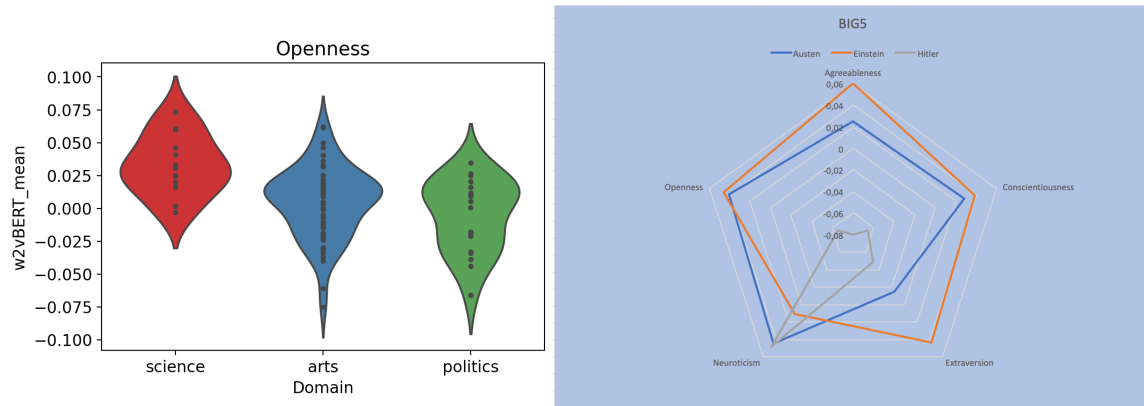 Openness
w2vBERT_mean
0.100
0.075
0.050
0.025
0.000
−0.025
−0.050
−0.075
−0.100
science arts politics
Domain
BIG5
Austen Einstein Hitler
Agreeableness
0,06
0,04
0,02
0
-0,02
-0,04
-0,06
-0,08
Openness Conscientiousness
Neuroticism Extraversion